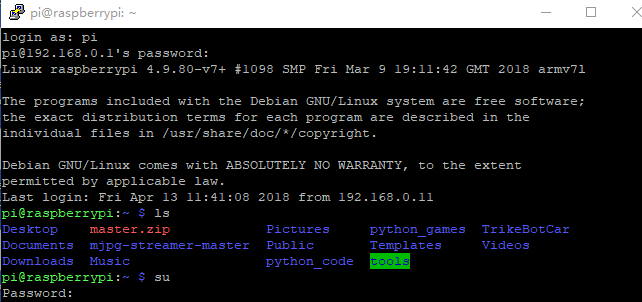 pi@raspberrypi: ~
login as: pi
pi@192.168.0.1's password:
Linux raspberrypi 4.9.80-v7+ #1098 SMP Fri Mar 9 19:11:42 GMT 2018 armv7l
The programs included with the Debian GNU/Linux system are free software;
the exact distribution terms for each program are described in the
individual files in /usr/share/doc/*/copyright.
Debian GNU/Linux comes with ABSOLUTELY NO WARRANTY, to the extent
permitted by applicable law.
Last login: Fri Apr 13 11:41:08 2018 from 192.168.0.11
pi@raspberrypi:~ $ ls
Desktop master.zip Pictures python_games TrikeBotCar
Documents mjpg-streamer-master Public Templates Videos
Downloads Music python_code tools
pi@raspberrypi:~ $ su
Password: